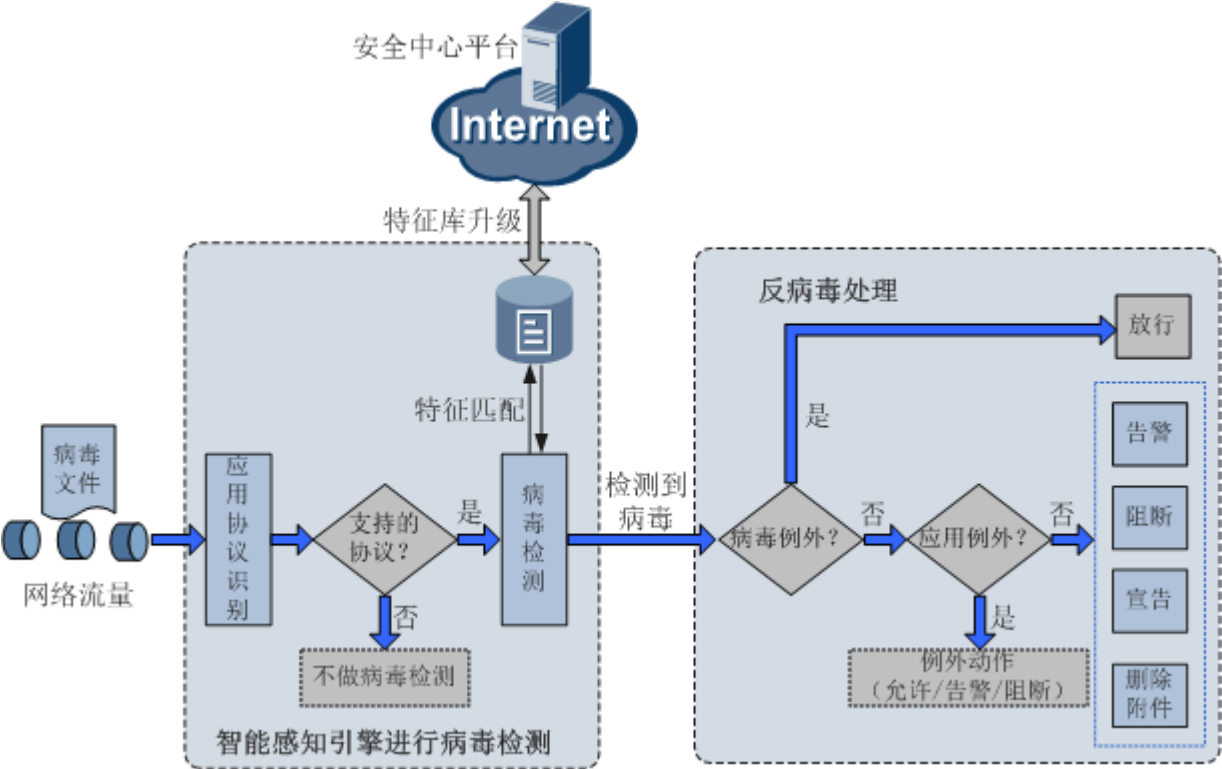 安全中心平台
Internet
特征库升级
反病毒处理
放行
特征匹配
是
告警
病毒
文件
应用协议识别
支持的
协议？
是
病毒检测
检测到
病毒
病毒例外？
否
应用例外？
否
阻断
网络流量
否
是
宣告
不做病毒检测
例外动作
（允许/告警/阻断）
删除
附件
智能感知引擎进行病毒检测